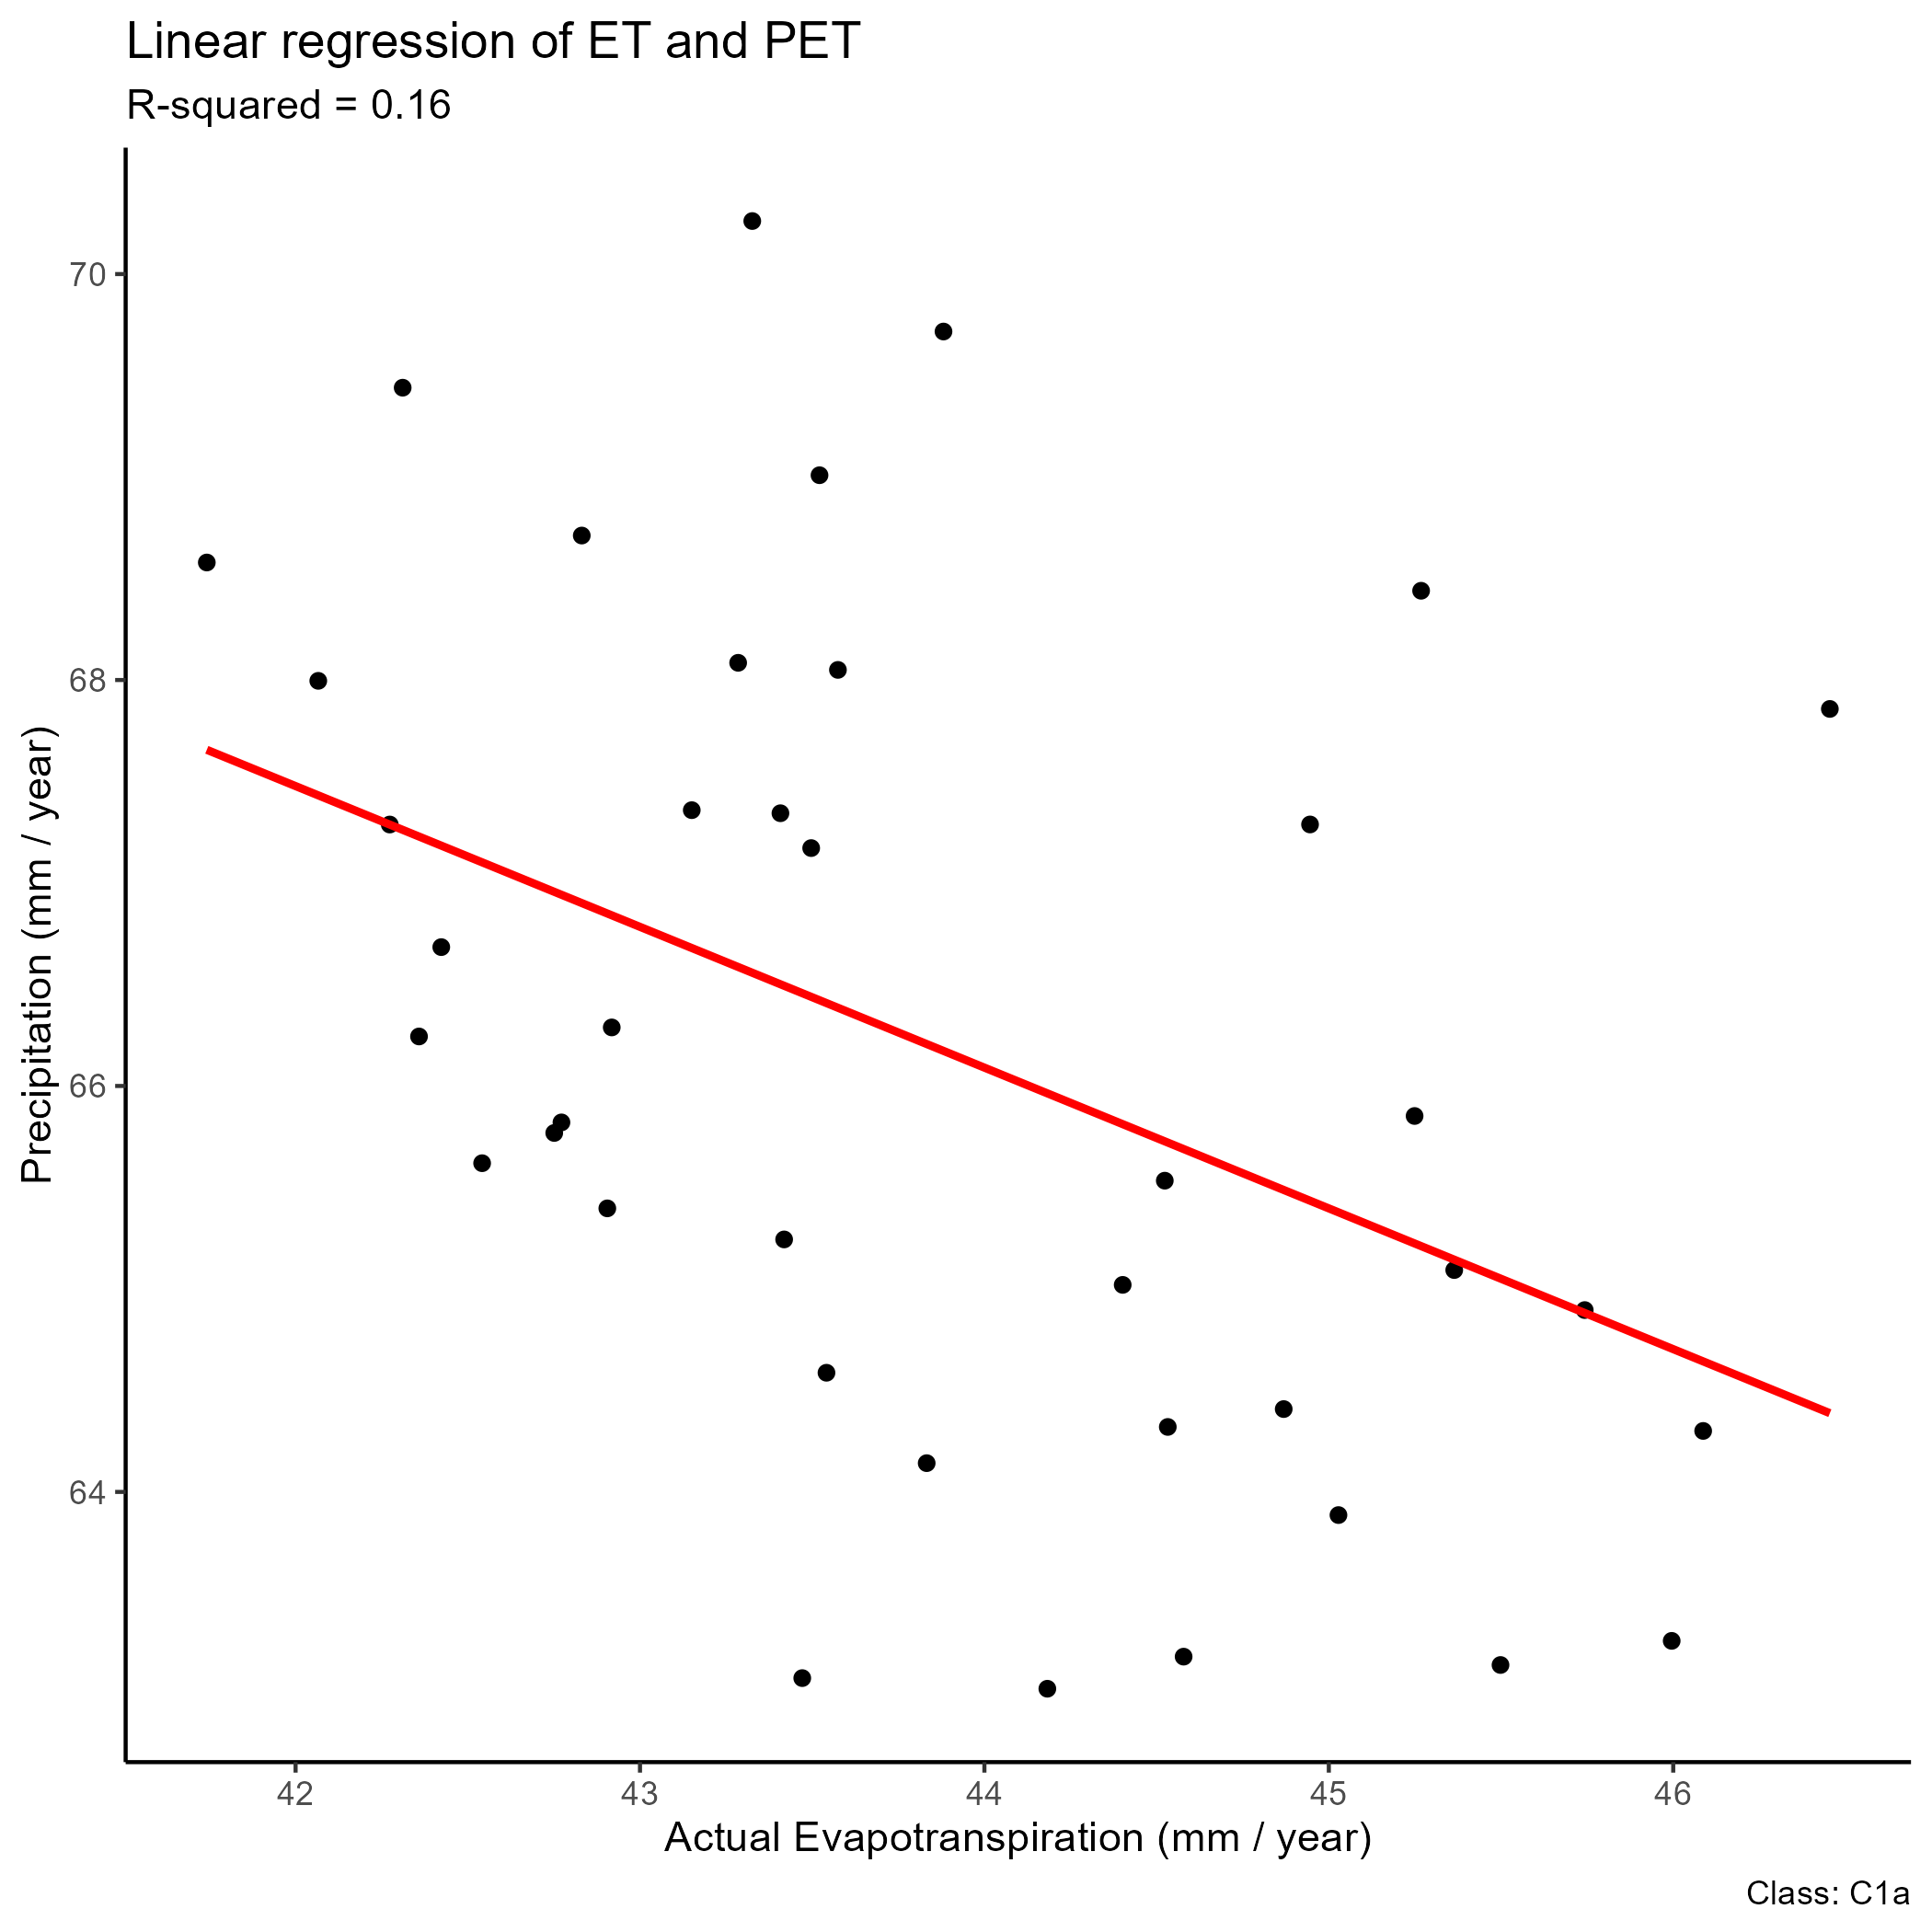 Linear regression of ET and PET
R-squared = 0.16
70
68
66
64
Precipitation (mm / year)
42 43 44 45 46
Actual Evapotranspiration (mm / year)
Class: C1a